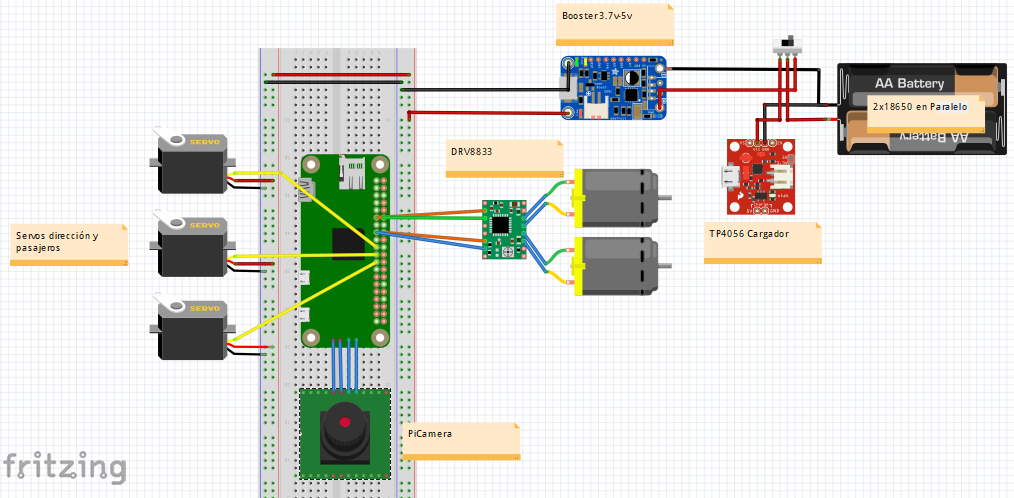 Booster3.7v-5v
AA Battery
2x18650 en Paralelo
AA Battery
SERVO
DRV8833
SERVO
Servos dirección y
pasajeros
TP4056 Cargador
SERVO
PiCamera
fritzing